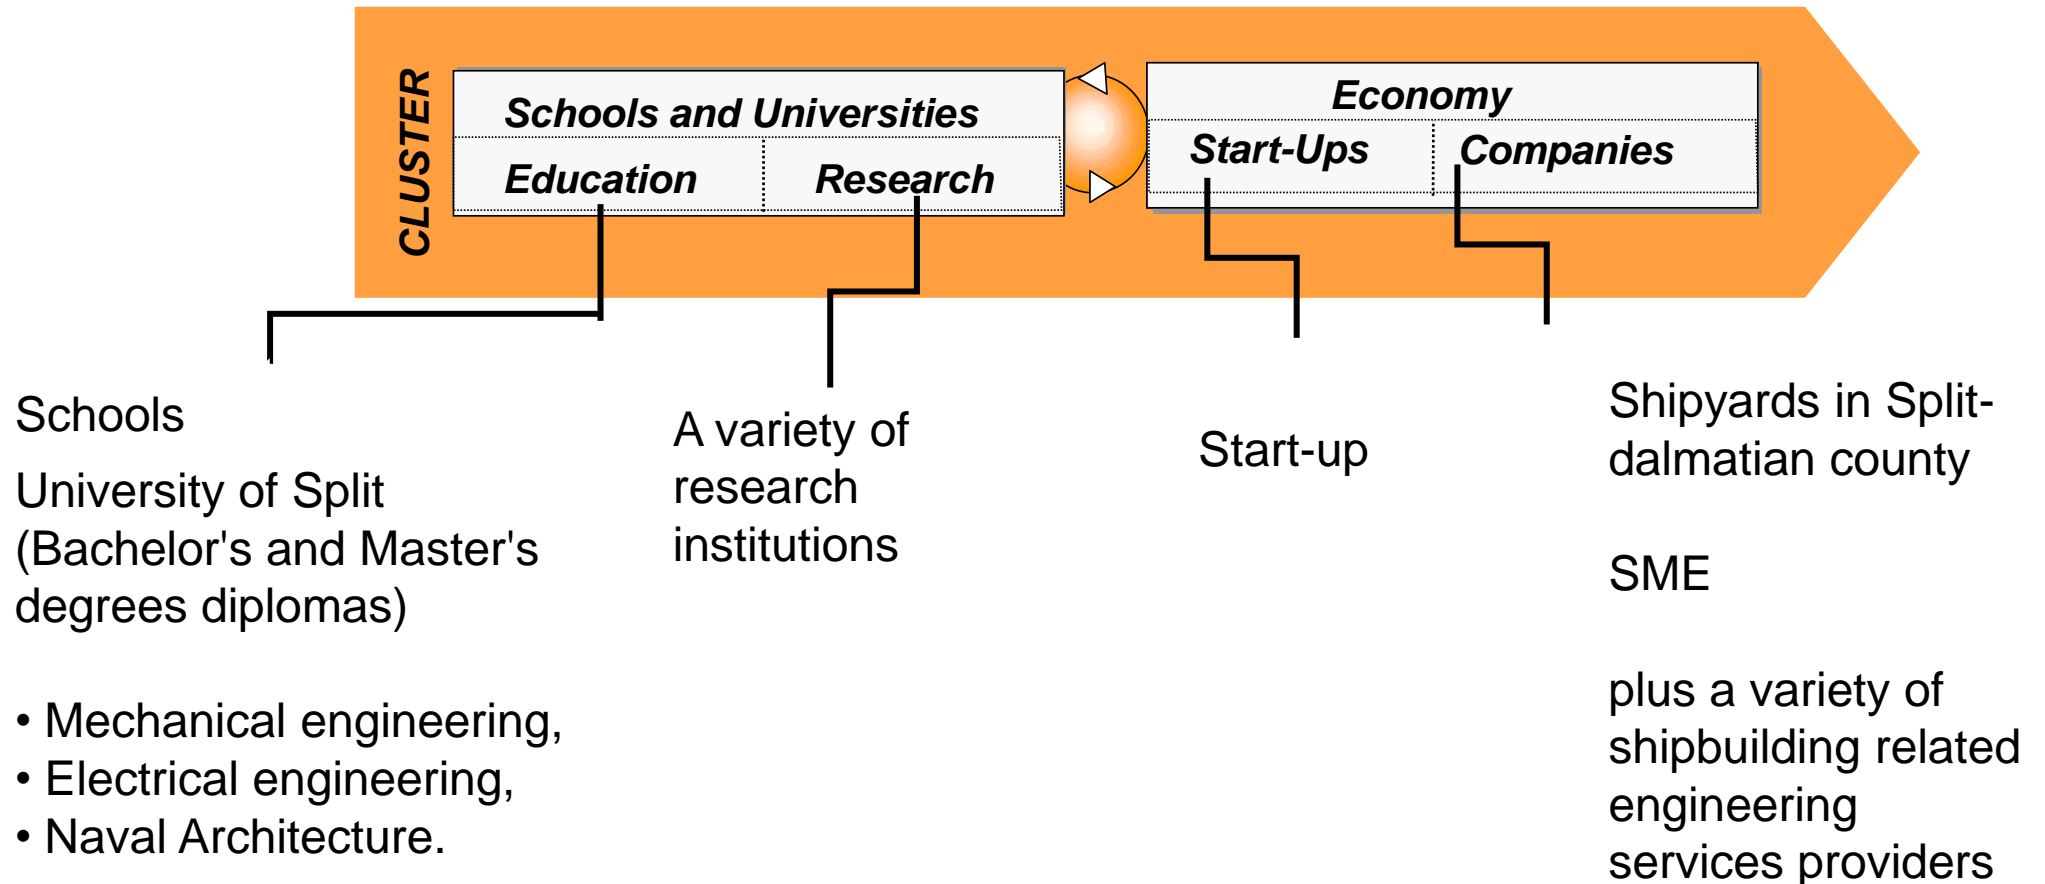 CLUSTER
Schools and Universities
Education
Research
Economy
Start-Ups
Companies
Schools
University of Split
(Bachelor's and Master's
degrees diplomas)
• Mechanical engineering,
• Electrical engineering,
• Naval Architecture.
A variety of
research
institutions
Start-up
Shipyards in Split-
dalmatian county
SME
plus a variety of
shipbuilding related
engineering
services providers